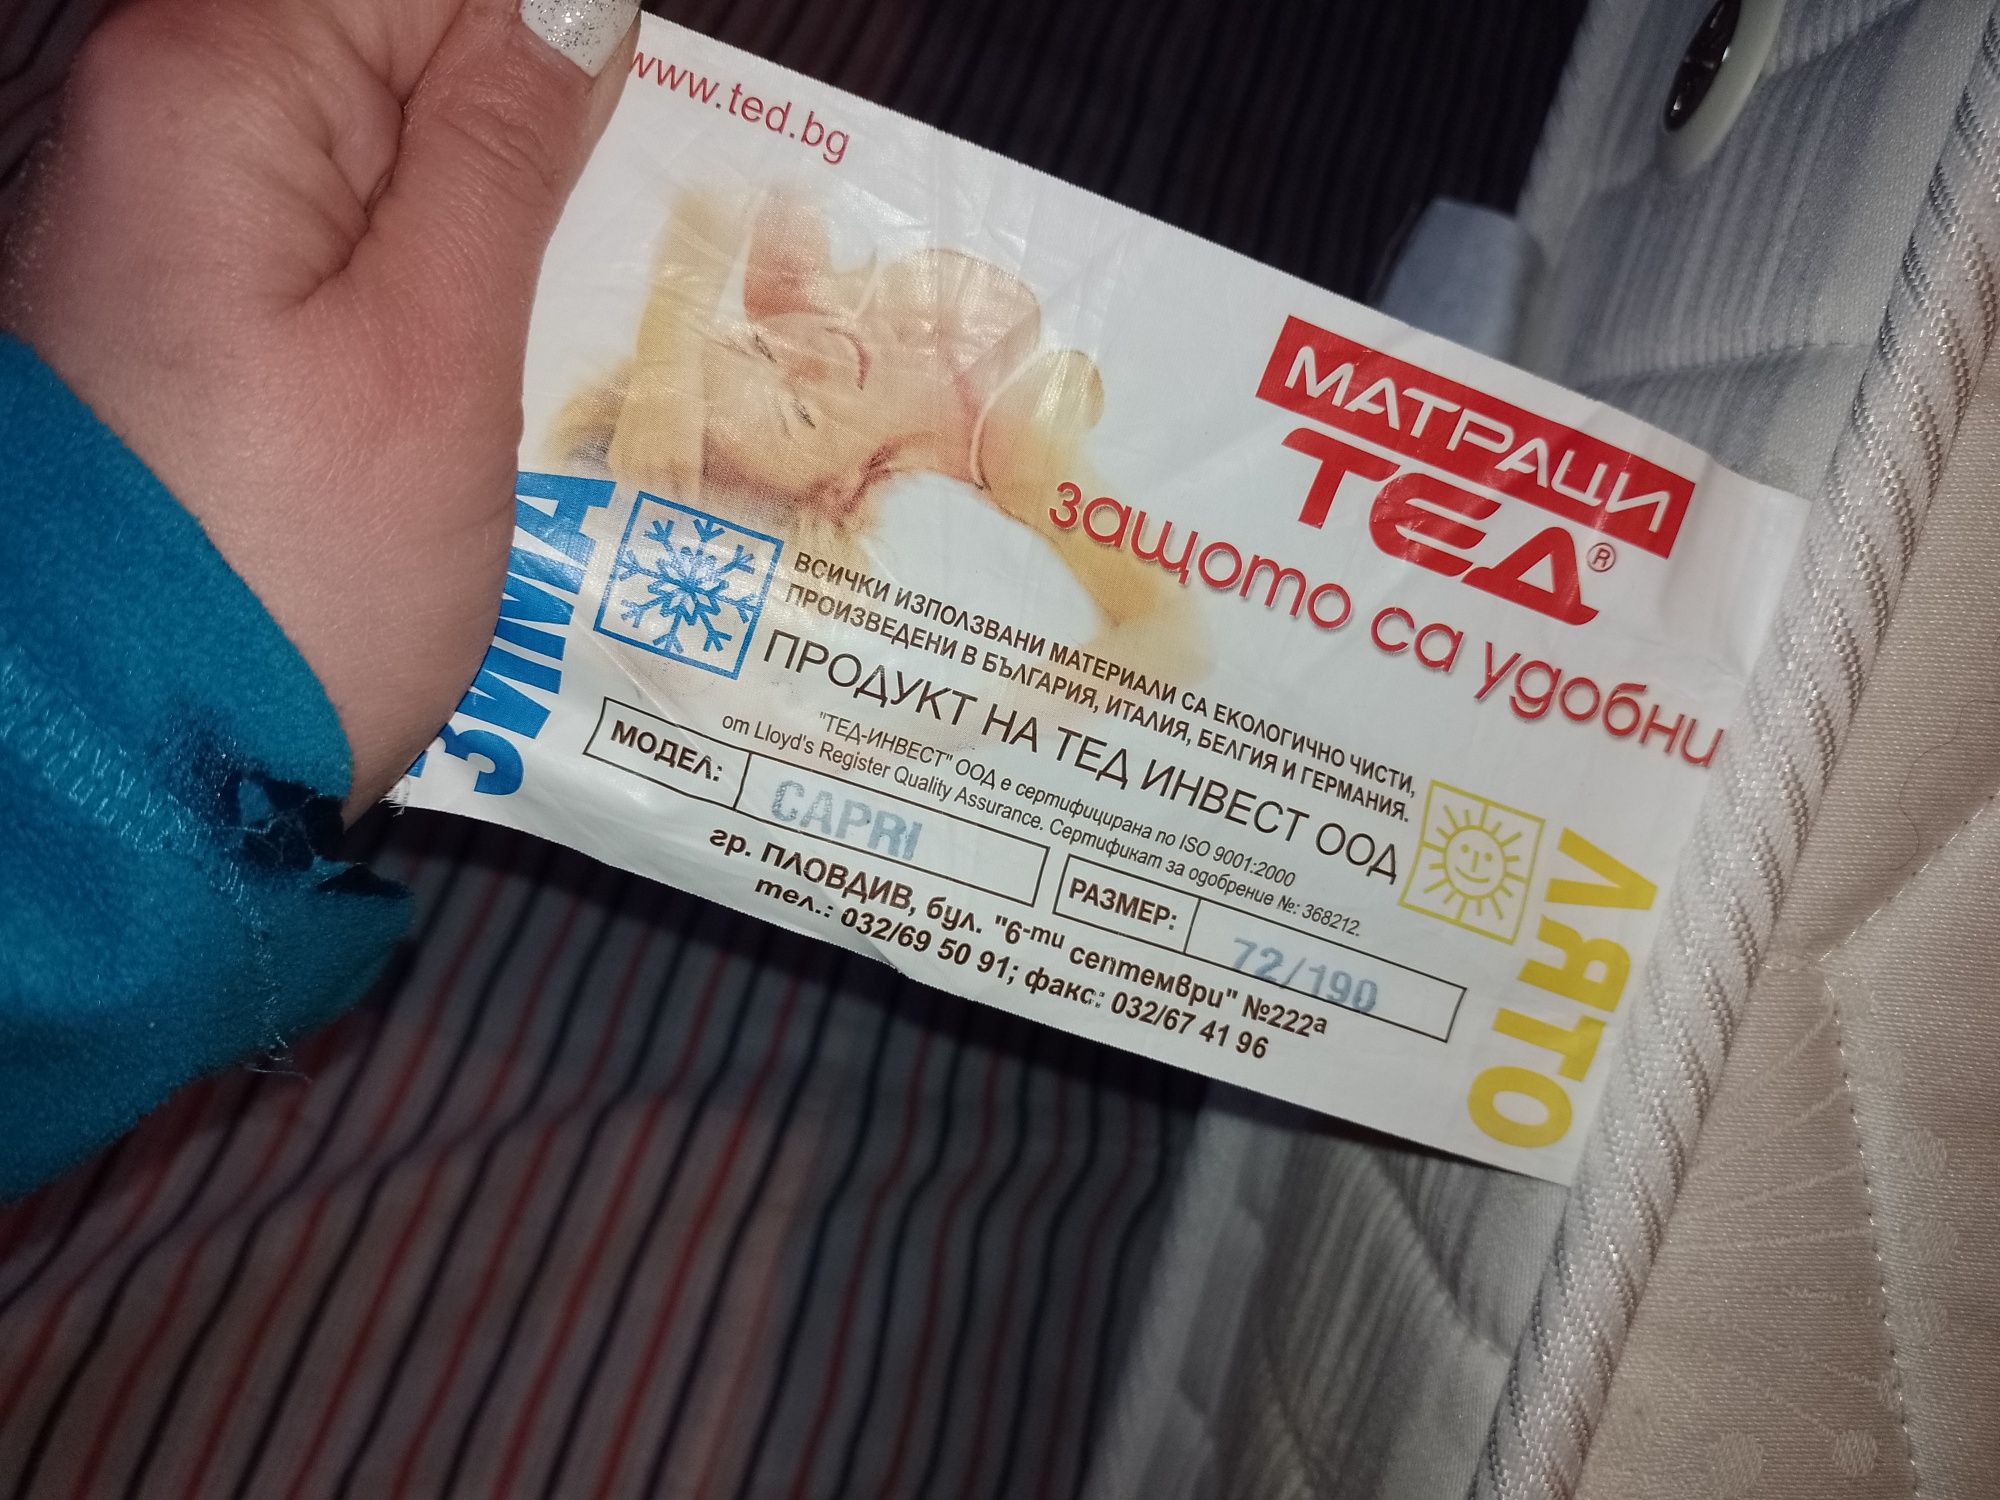 www.ted.bg
МАТРАЦИ
ТЕД®
защото са удобни
ЗИМА
ВСИЧКИ ИЗПОЛЗВАНИ МАТЕРИАЛИ СА ЕКОЛОГИЧНО ЧИСТИ,
ПРОИЗВЕДЕНИ В БЪЛГАРИЯ, ИТАЛИЯ, БЕЛГИЯ И ГЕРМАНИЯ.
ПРОДУКТ НА ТЕД ИНВЕСТ ООД
"ТЕД-ИНВЕСТ" ООД е сертифицирана по ISO 9001:2000
от Lloyd's Register Quality Assurance. Сертификат за одобрение №: 368212.
МОДЕЛ: CAPRI
РАЗМЕР: 72/190
гр. ПЛОВДИВ, бул. "6-ти септември" №222а
тел.: 032/69 50 91; факс: 032/67 41 96
ЛЯТО